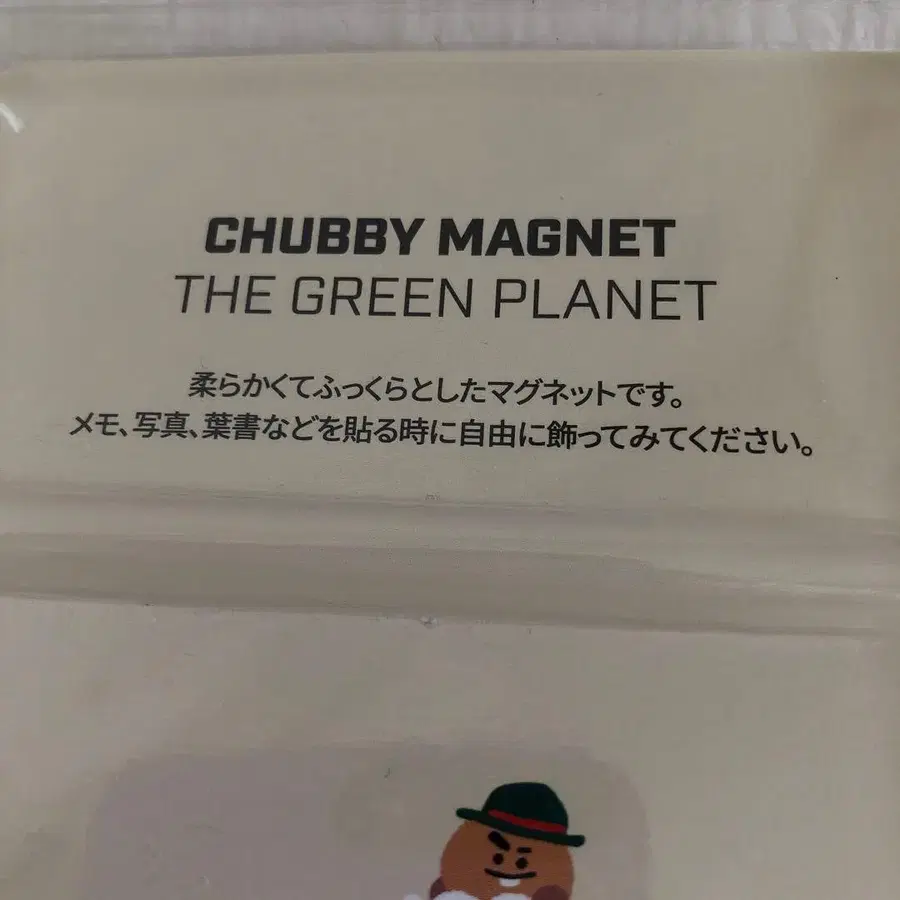 CHUBBY MAGNET
THE GREEN PLANET
柔らかくてふっくらとしたマグネットです。
メモ、写真、葉書などを貼る時に自由に飾ってみてください。